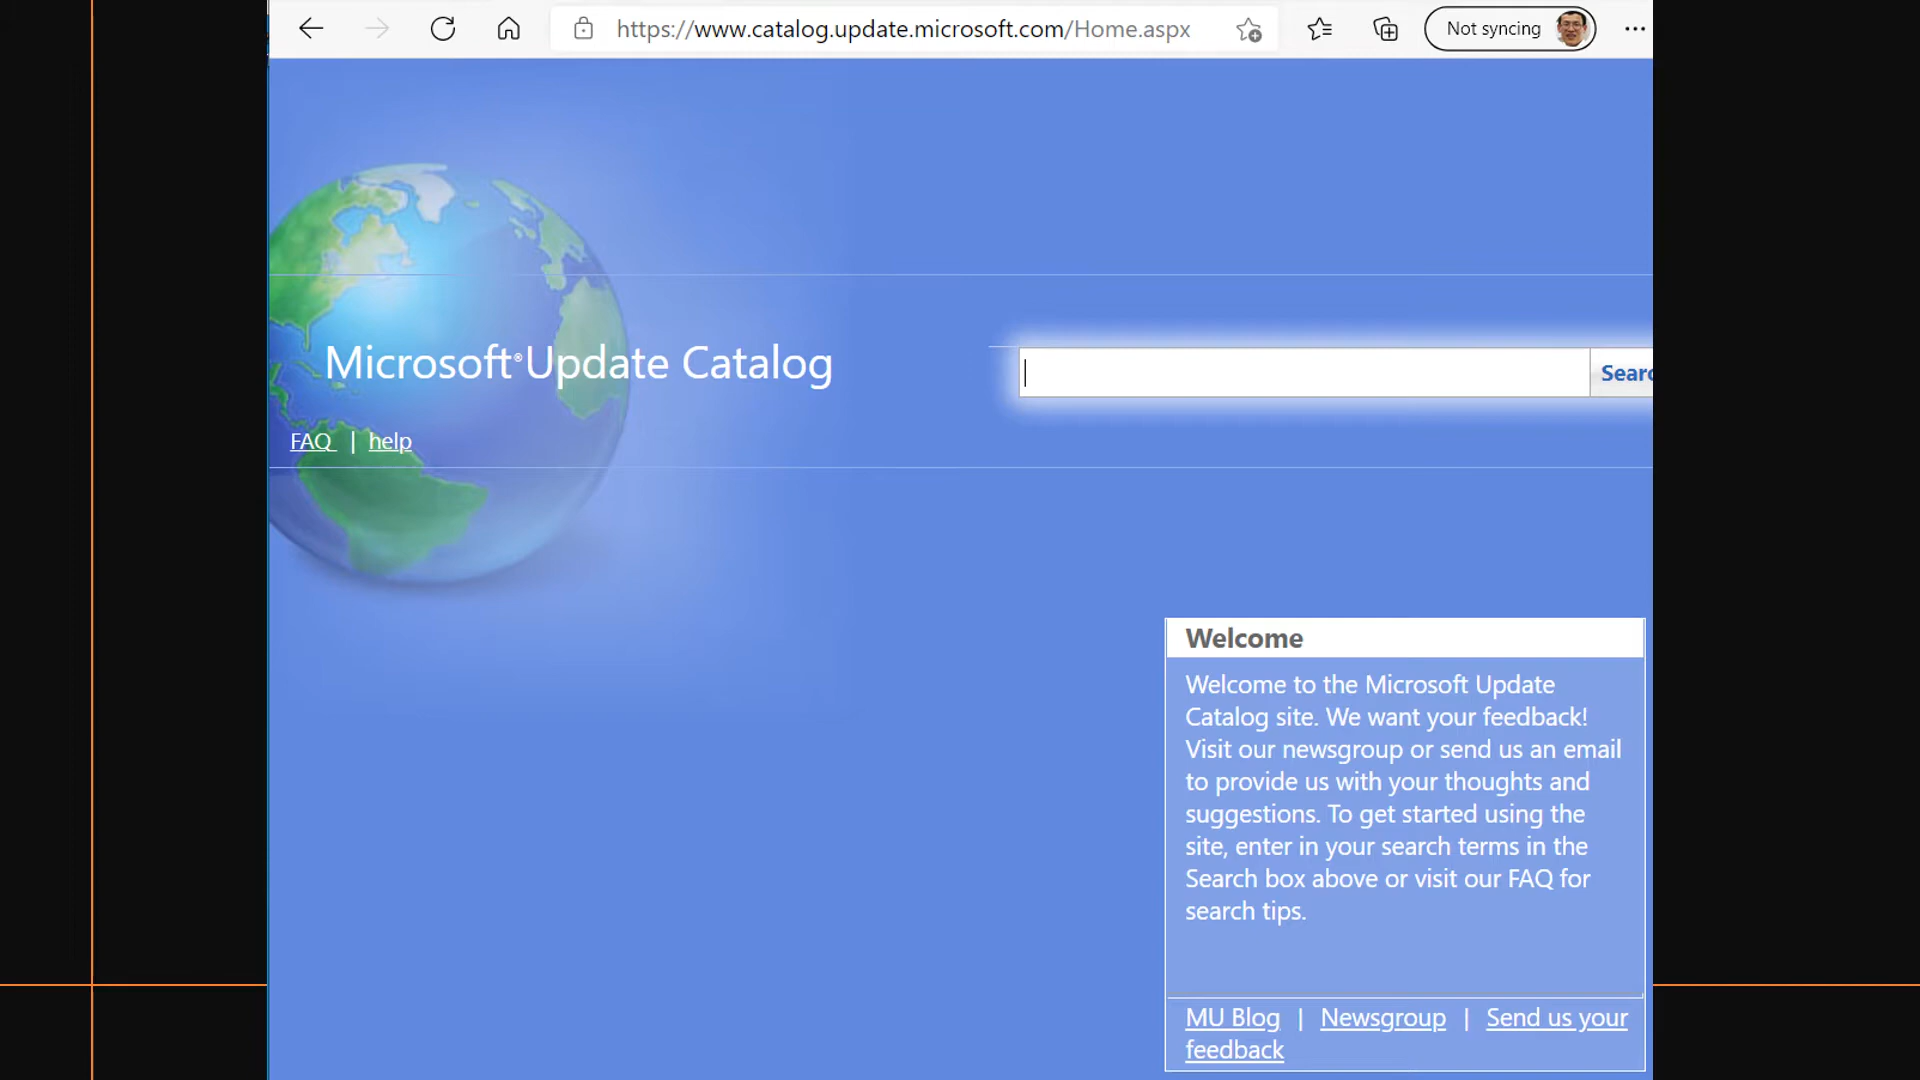 https://www.catalog.update.microsoft.com/Home.aspx
Not syncing
Microsoft®Update Catalog
Searc
FAQ | help
Welcome
Welcome to the Microsoft Update
Catalog site. We want your feedback!
Visit our newsgroup or send us an email
to provide us with your thoughts and
suggestions. To get started using the
site, enter in your search terms in the
Search box above or visit our FAQ for
search tips.
MU Blog | Newsgroup | Send us your
feedback